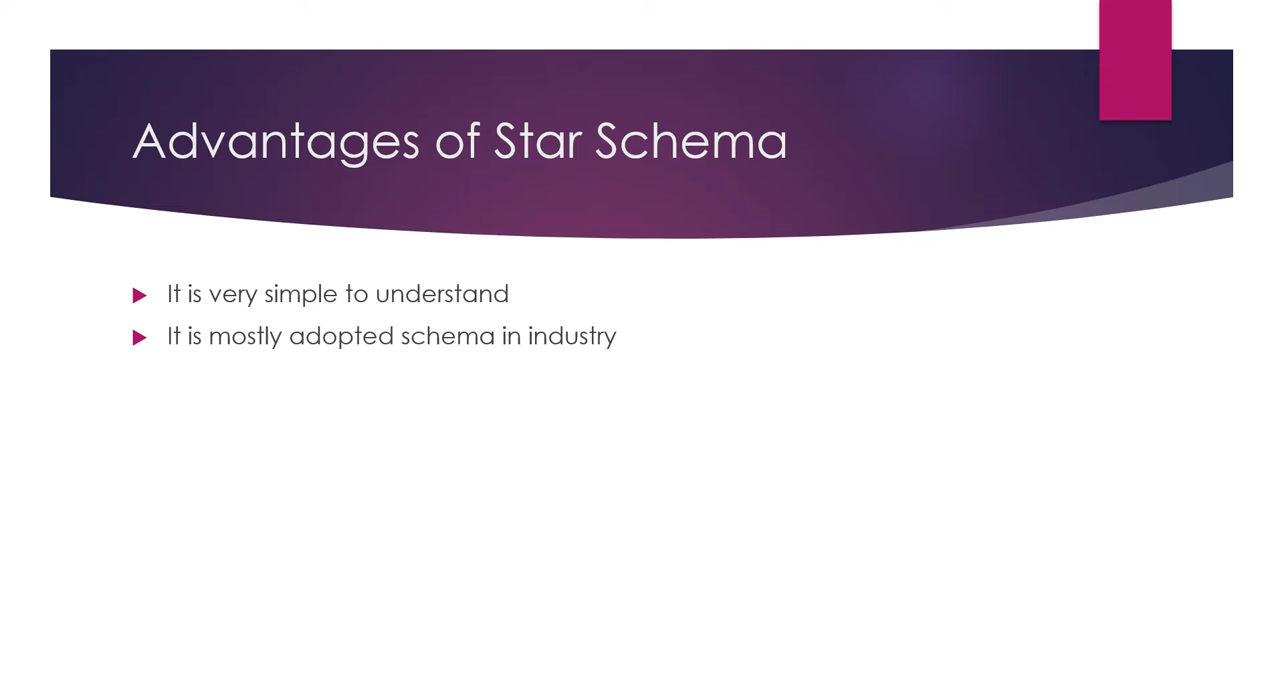 Advantages of Star Schema
It is very simple to understand
It is mostly adopted schema in industry